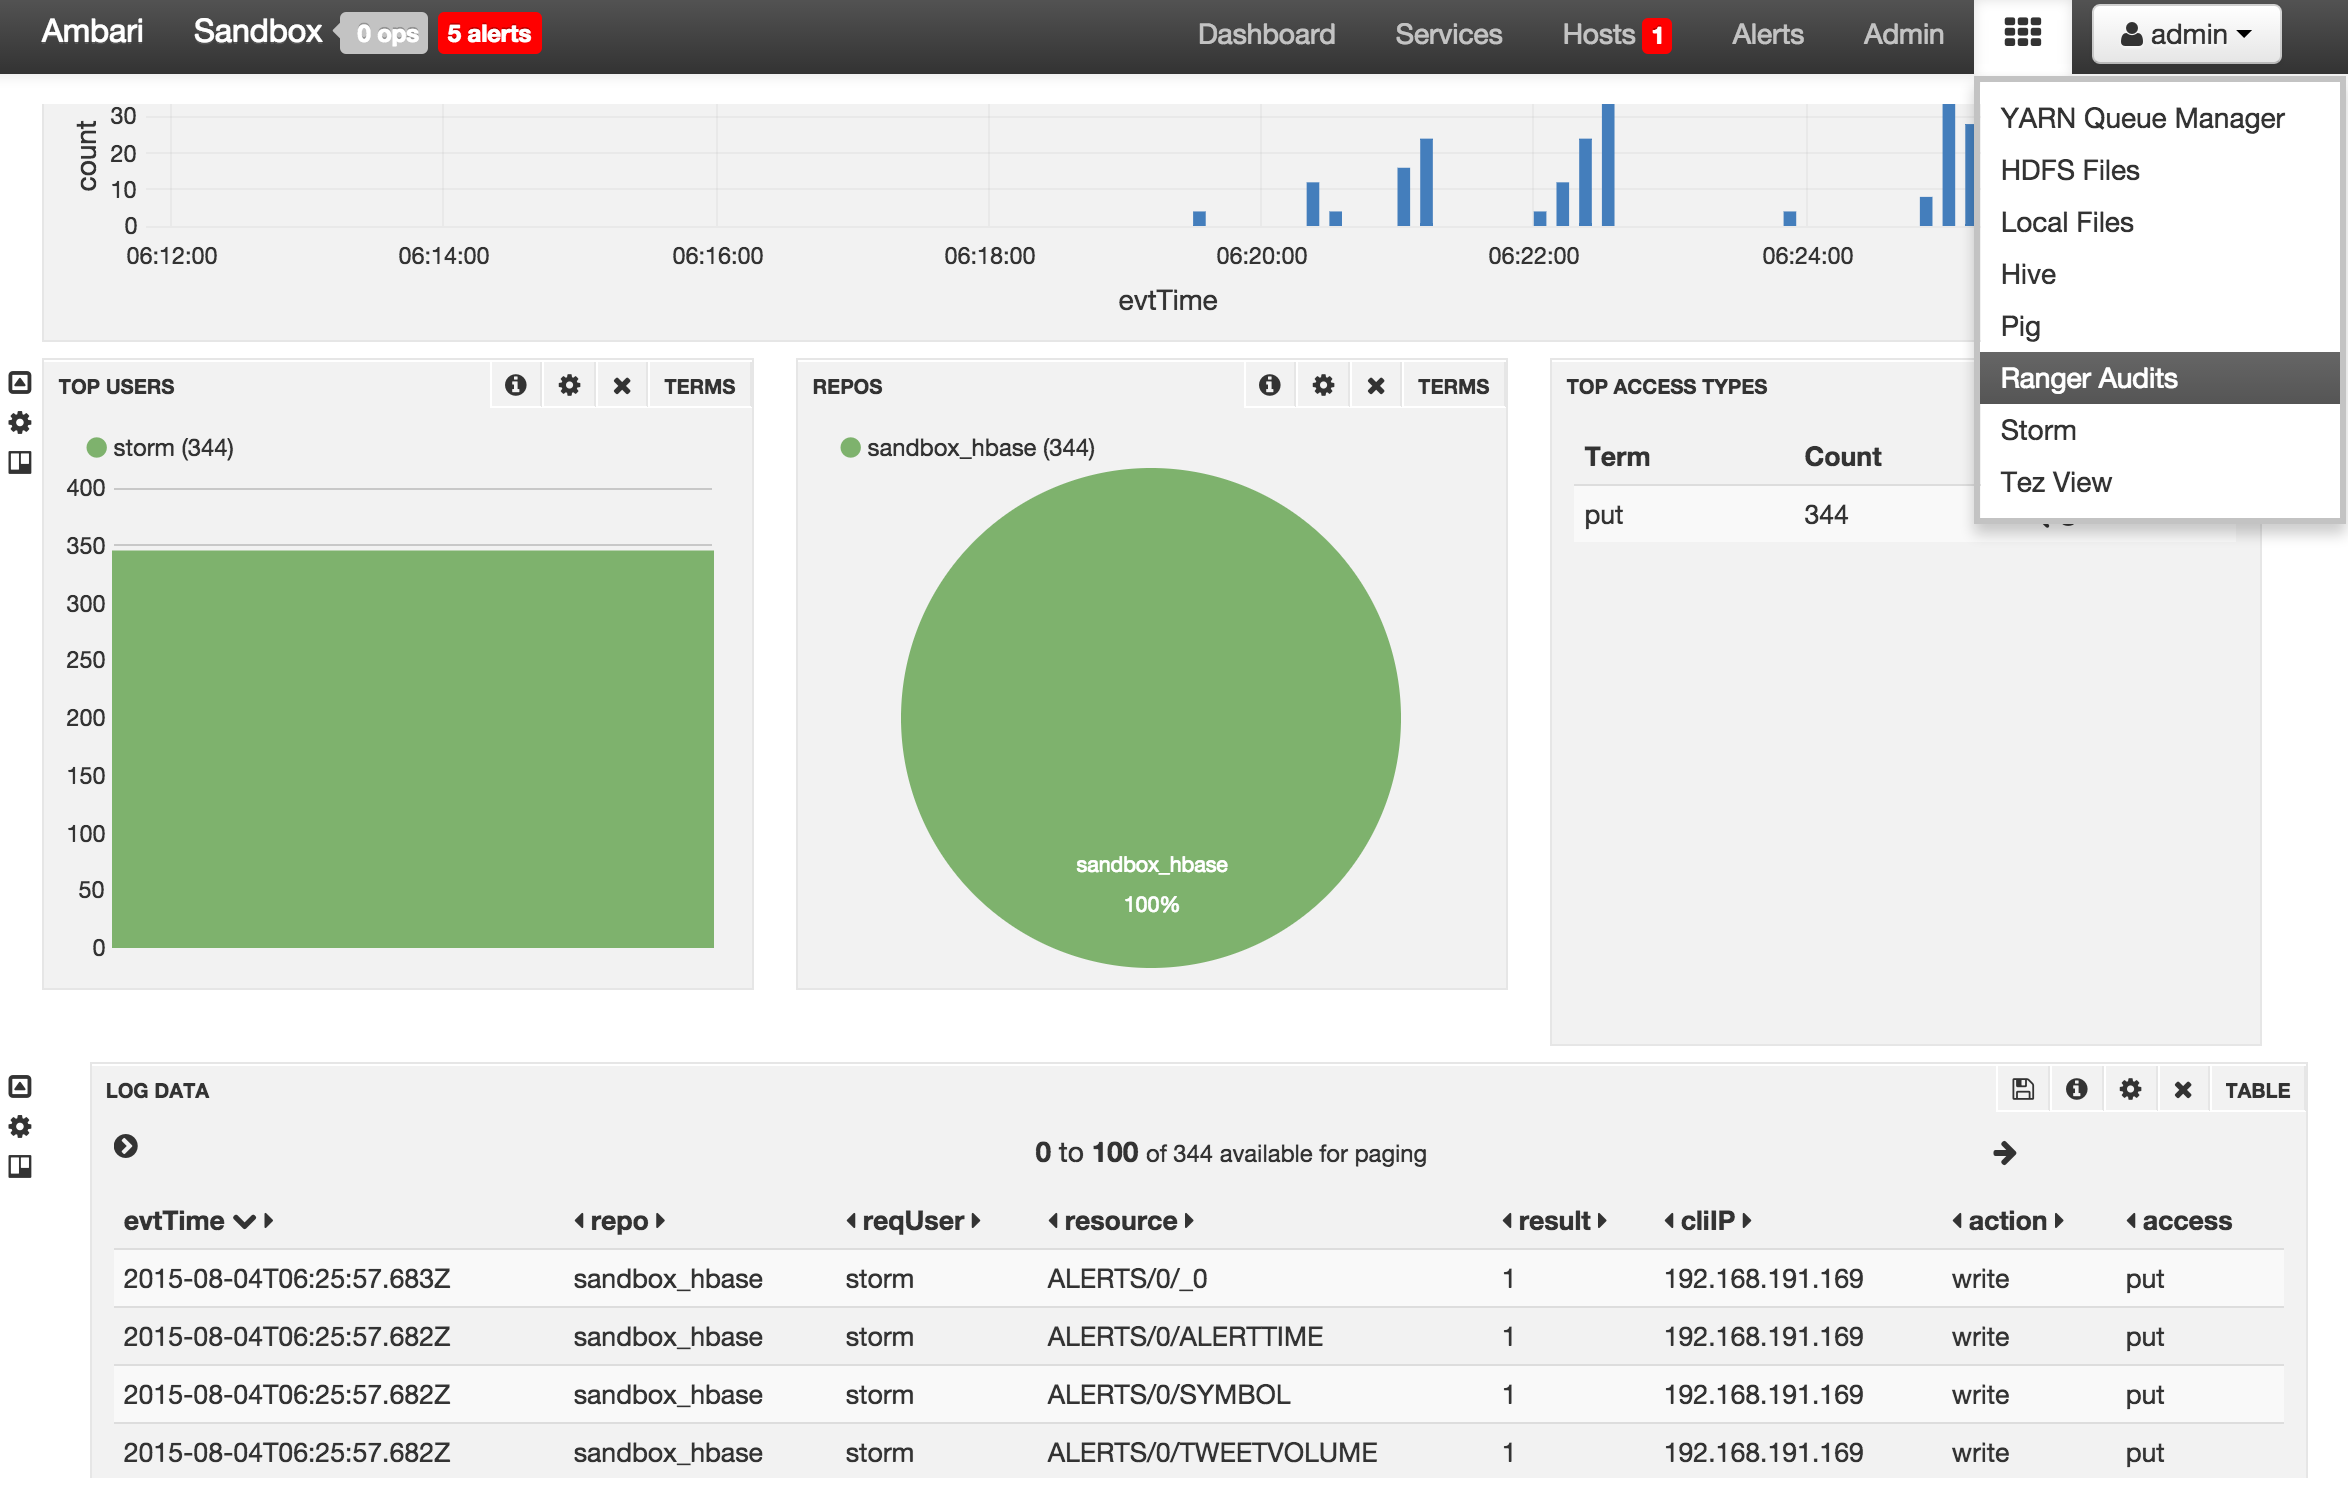 Ambari Sandbox 0 ops 5 alerts Dashboard Services Hosts 1 Alerts Admin admin
YARN Queue Manager
HDFS Files
Local Files
Hive
Pig
Ranger Audits
Storm
Tez View
count
30
20
10
0
06:12:00 06:14:00 06:16:00 06:18:00 06:20:00 06:22:00 06:24:00
evtTime
TOP USERS TERMS
storm (344)
400
350
300
250
200
150
100
50
0
REPOS TERMS
sandbox_hbase (344)
sandbox_hbase
100%
TOP ACCESS TYPES
Term Count
put 344
LOG DATA TABLE
0 to 100 of 344 available for paging
evtTime repo reqUser resource result cliIP action access
2015-08-04T06:25:57.683Z sandbox_hbase storm ALERTS/0/_0 1 192.168.191.169 write put
2015-08-04T06:25:57.682Z sandbox_hbase storm ALERTS/0/ALERTTIME 1 192.168.191.169 write put
2015-08-04T06:25:57.682Z sandbox_hbase storm ALERTS/0/SYMBOL 1 192.168.191.169 write put
2015-08-04T06:25:57.682Z sandbox_hbase storm ALERTS/0/TWEETVOLUME 1 192.168.191.169 write put